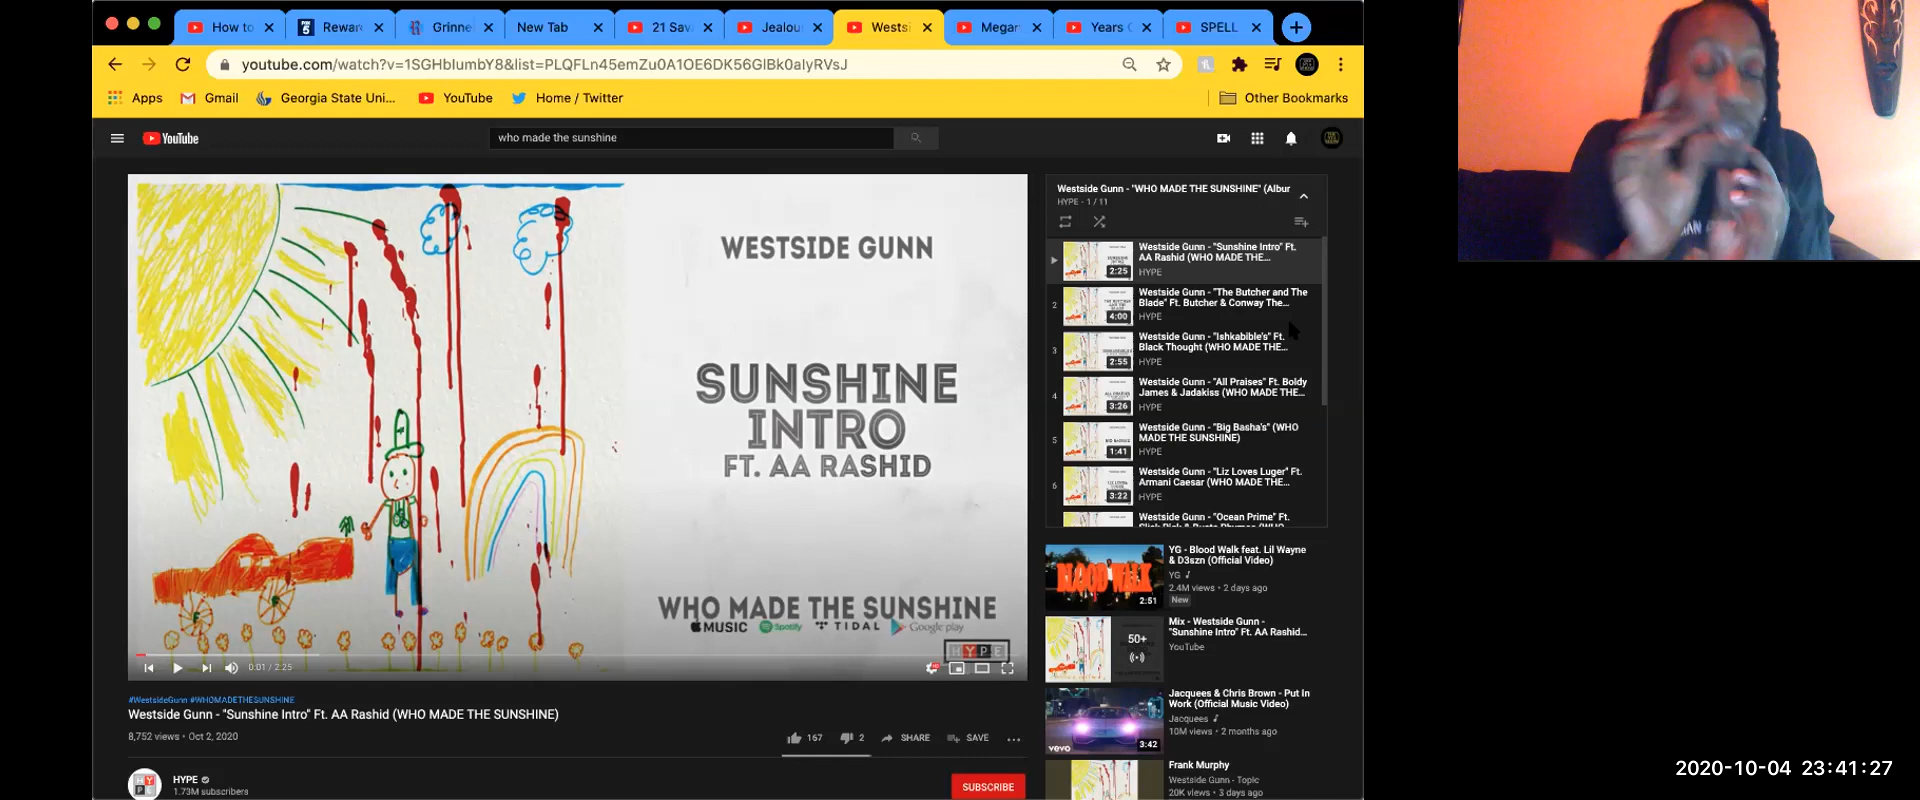 How to
Rewar
Grinne
New Tab
21 Sav
Jealou
Westsi
Megar
Years
SPELL
youtube.com/watch?v=1SGHbIumbY8&list=PLQFLn45emZu0A1OE6DK56GlBk0alyRVsJ
Apps
Gmail
Georgia State Uni...
YouTube
Home / Twitter
Other Bookmarks
YouTube
who made the sunshine
WESTSIDE GUNN
SUNSHINE
INTRO
FT. AA RASHID
WHO MADE THE SUNSHINE
MUSIC Spotify TIDAL Google play
HYPE
0:01 / 2:25
#WestsideGunn #WHOMADETHESUNSHINE
Westside Gunn - "Sunshine Intro" Ft. AA Rashid (WHO MADE THE SUNSHINE)
8,752 views • Oct 2, 2020
167
2
SHARE
SAVE
HYPE
1.73M subscribers
SUBSCRIBE
Westside Gunn - "WHO MADE THE SUNSHINE" (Albur
HYPE - 1 / 11
Westside Gunn - "Sunshine Intro" Ft.
AA Rashid (WHO MADE THE...
HYPE
2:25
2
Westside Gunn - "The Butcher and The
Blade" Ft. Butcher & Conway The...
HYPE
4:00
3
Westside Gunn - "Ishkabible's" Ft.
Black Thought (WHO MADE THE...
HYPE
2:55
4
Westside Gunn - "All Praises" Ft. Boldy
James & Jadakiss (WHO MADE THE...
HYPE
3:26
5
Westside Gunn - "Big Basha's" (WHO
MADE THE SUNSHINE)
HYPE
1:41
6
Westside Gunn - "Liz Loves Luger" Ft.
Armani Caesar (WHO MADE THE...
HYPE
3:22
Westside Gunn - "Ocean Prime" Ft.
BLOOD WALK
2:51
YG - Blood Walk feat. Lil Wayne
& D3szn (Official Video)
YG
2.4M views • 2 days ago
New
50+
Mix - Westside Gunn -
"Sunshine Intro" Ft. AA Rashid...
YouTube
vevo
3:42
Jacquees & Chris Brown - Put In
Work (Official Music Video)
Jacquees
10M views • 2 months ago
Frank Murphy
Westside Gunn - Topic
20K views • 3 days ago
2020-10-04 23:41:27